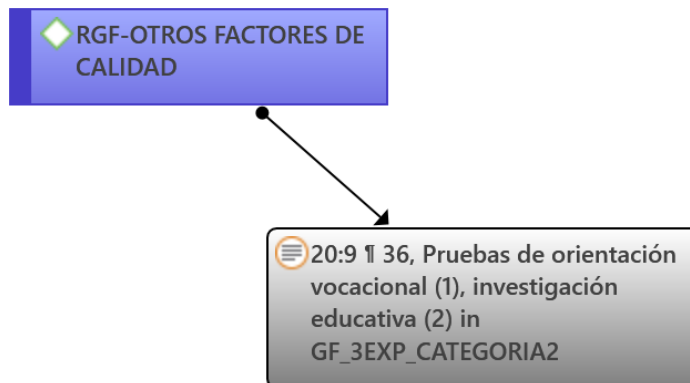 RGF-OTROS FACTORES DE
CALIDAD
20:9 ¶ 36, Pruebas de orientación
vocacional (1), investigación
educativa (2) in
GF_3EXP_CATEGORIA2